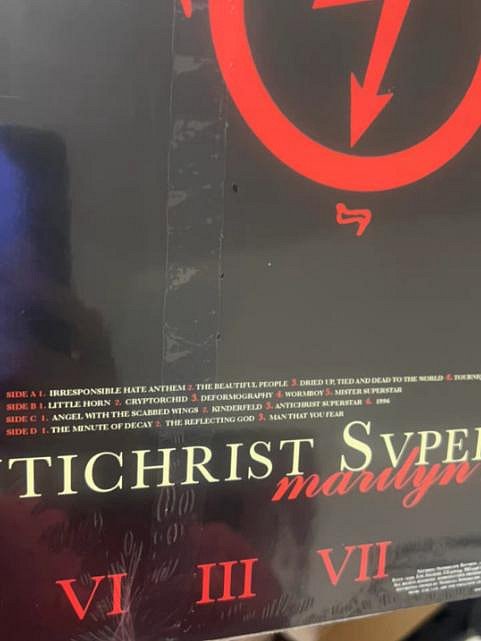 SIDE A 1. IRRESPONSIBLE HATE ANTHEM 2. THE BEAUTIFUL PEOPLE 3. DRIED UP, TIED AND DEAD TO THE WORLD 4. TOURNI
SIDE B 1. LITTLE HORN 2. CRYPTORCHID 3. DEFORMOGRAPHY 4. WORMBOY 5. MISTER SUPERSTAR
SIDE C 1. ANGEL WITH THE SCABBED WINGS 2. KINDERFELD 3. ANTICHRIST SUPERSTAR 4. 1996
SIDE D 1. THE MINUTE OF DECAY 2. THE REFLECTING GOD 3. MAN THAT YOU FEAR
TICHRIST SVPE
marilyn
VI III VII